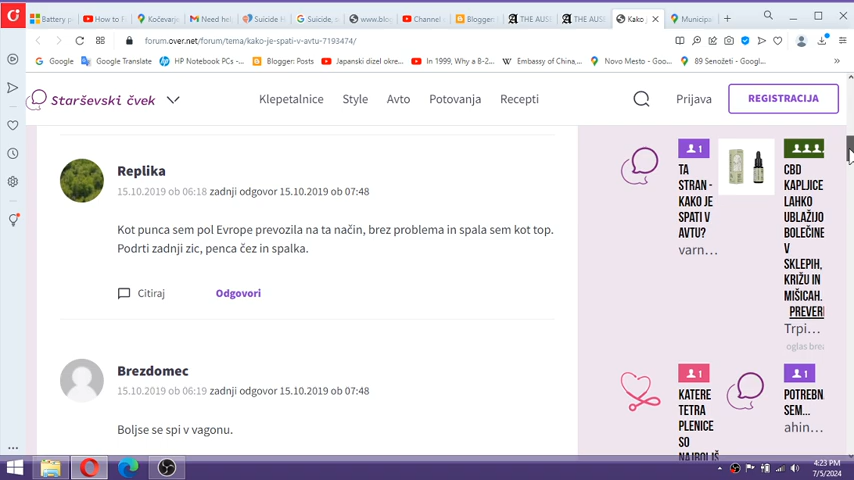 Battery p
How to F
Kočevarje
Need hel
Suicide H
Suicide, s
www.blog
Channel
Blogger:
THE AUSS
THE AUSS
Kako
Municipa
forum.over.net/forum/tema/kako-je-spati-v-avtu-7193474/
Google
Google Translate
HP Notebook PCs -...
Blogger: Posts
Japanski dizel okre...
In 1999, Why a B-2...
Embassy of China,...
Novo Mesto - Goo...
89 Šenožeti - Googl...
Starševski čvek
Klepetalnice
Style
Avto
Potovanja
Recepti
Prijava
REGISTRACIJA
Replika
15.10.2019 ob 06:18 zadnji odgovor 15.10.2019 ob 07:48
Kot punca sem pol Evrope prevozila na ta način, brez problema in spala sem kot top.
Podrti zadnji zic, penca čez in spalka.
Citiraj
Odgovori
Brezdomec
15.10.2019 ob 06:19 zadnji odgovor 15.10.2019 ob 07:48
Boljse se spi v vagonu.
1
TA
STRAN -
KAKO JE
SPATI V
AVTU?
varn...
CBD
KAPLJICE
LAHKO
UBLAŽIJO
BOLEČINE
V
SKLEPIH,
KRIŽU IN
MIŠICAH.
PREVERI
Trpi...
1
KATERE
TETRA
PLENICE
SO
1
POTREBN
SEM...
ahin...
4:23 PM
7/5/2024